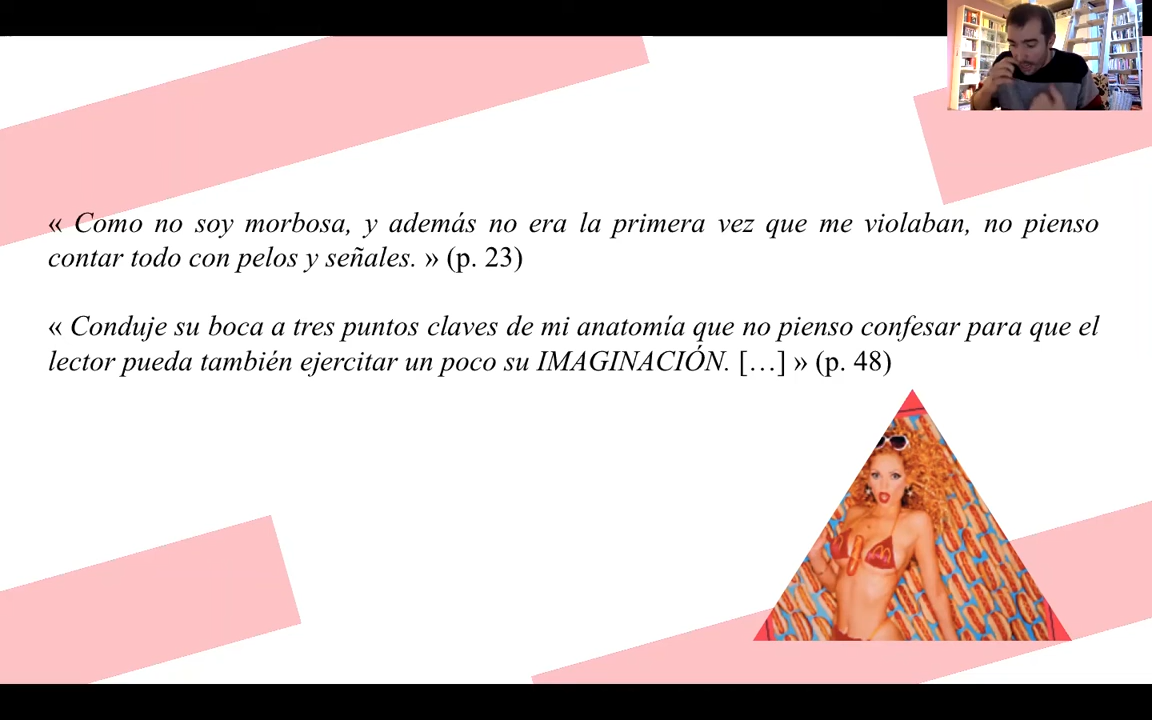 « Como no soy morbosa, y además no era la primera vez que me violaban, no pienso
contar todo con pelos y señales. » (p. 23)
« Conduje su boca a tres puntos claves de mi anatomía que no pienso confesar para que el
lector pueda también ejercitar un poco su IMAGINACIÓN. […] » (p. 48)